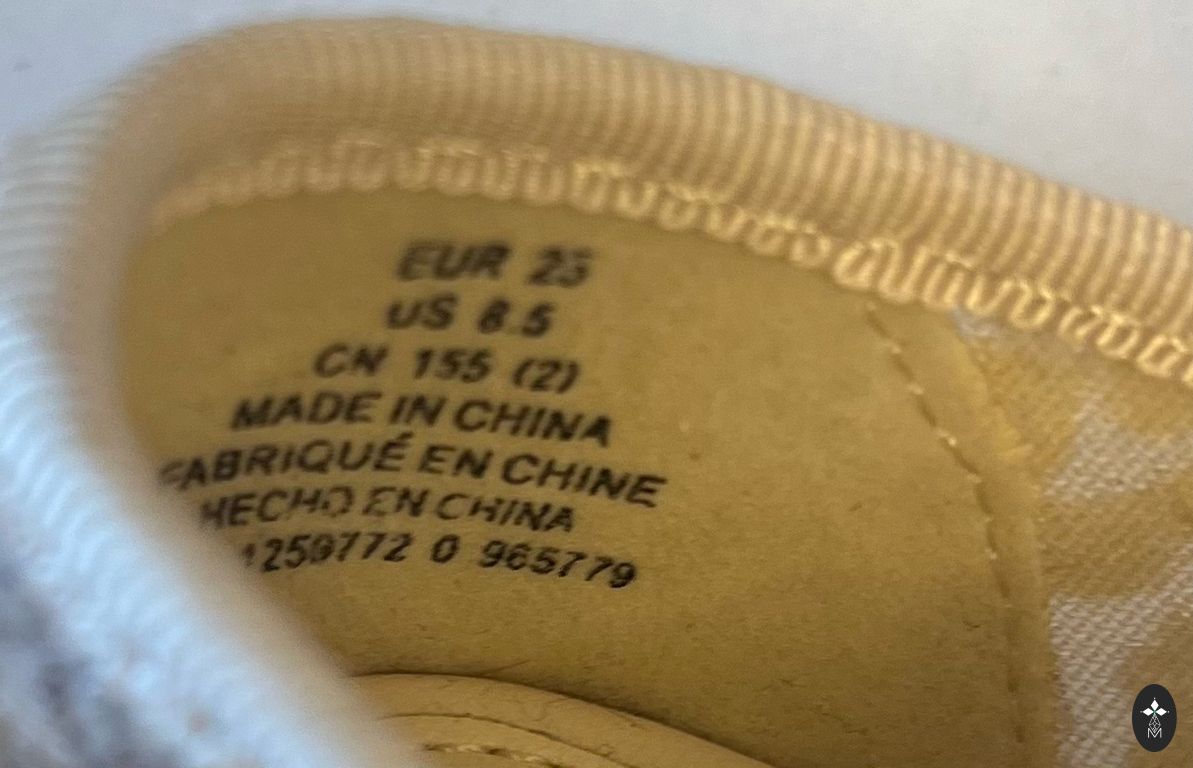 EUR 25
US 8.5
CN 155 (2)
MADE IN CHINA
FABRIQUÉ EN CHINE
HECHO EN CHINA
1250772 0 965779
M